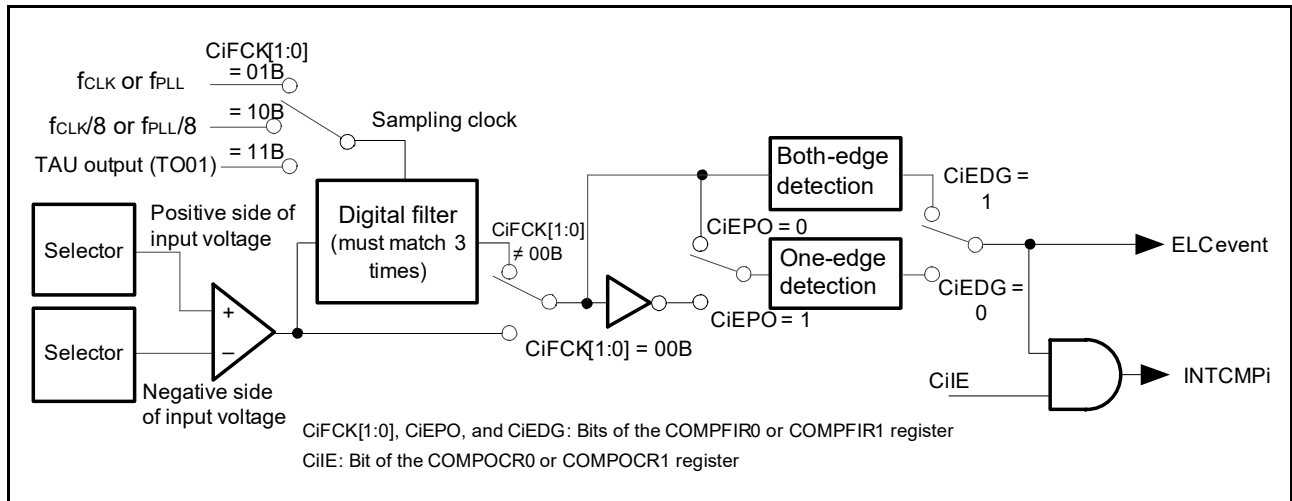 CiFCK[1:0]
fCLK or fPLL
= 01B
fCLK/8 or fPLL/8
= 10B
TAU output (TO01)
= 11B
Sampling clock
Selector
Positive side of
input voltage
Digital filter
(must match 3
times)
CiFCK[1:0]
≠ 00B
Both-edge
detection
CiEDG =
1
CiEPO = 0
One-edge
detection
CiEDG =
0
ELC event
Selector
+
−
Negative side
of input voltage
CiFCK[1:0] = 00B
CiEPO = 1
CiIE
INTCMPi
CiFCK[1:0], CiEPO, and CiEDG: Bits of the COMPFIR0 or COMPFIR1 register
CiIE: Bit of the COMPOCR0 or COMPOCR1 register